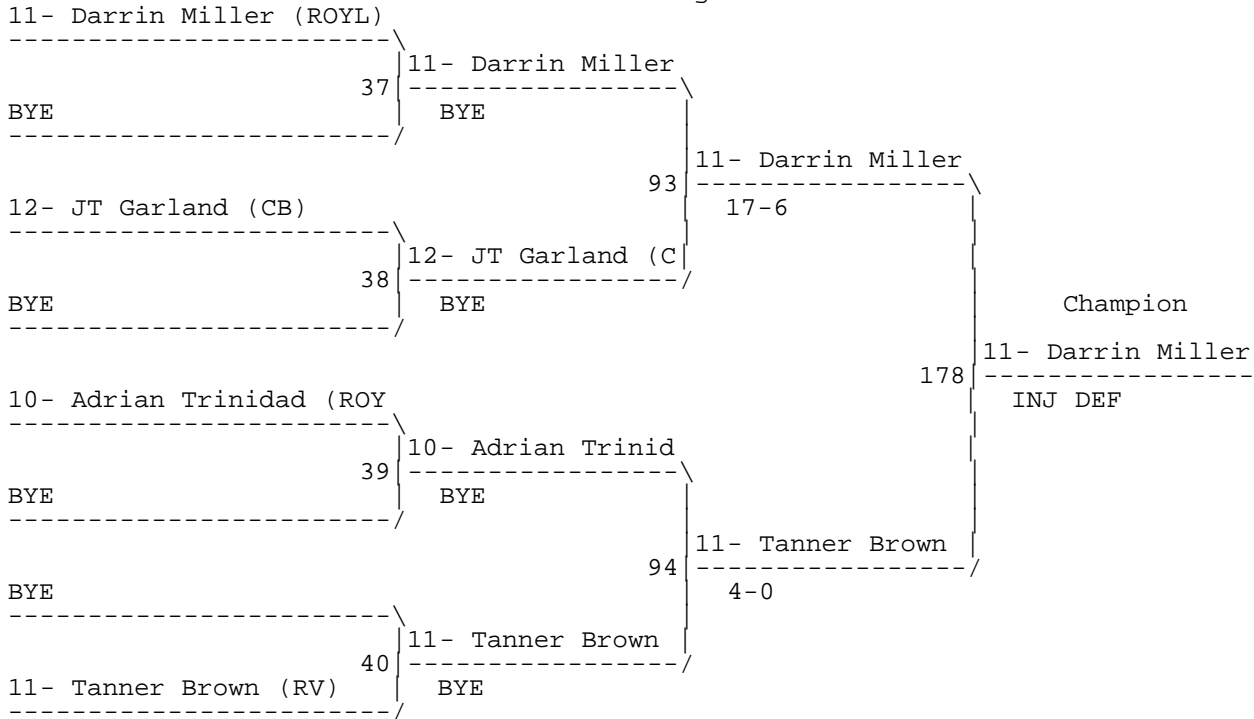 11- Darrin Miller (ROYL)
11- Darrin Miller
37
BYE
BYE
11- Darrin Miller
93
12- JT Garland (CB)
17-6
12- JT Garland (C
38
BYE
BYE
Champion
11- Darrin Miller
178
10- Adrian Trinidad (ROY
INJ DEF
10- Adrian Trinid
39
BYE
BYE
11- Tanner Brown
94
BYE
4-0
11- Tanner Brown
40
11- Tanner Brown (RV)
BYE